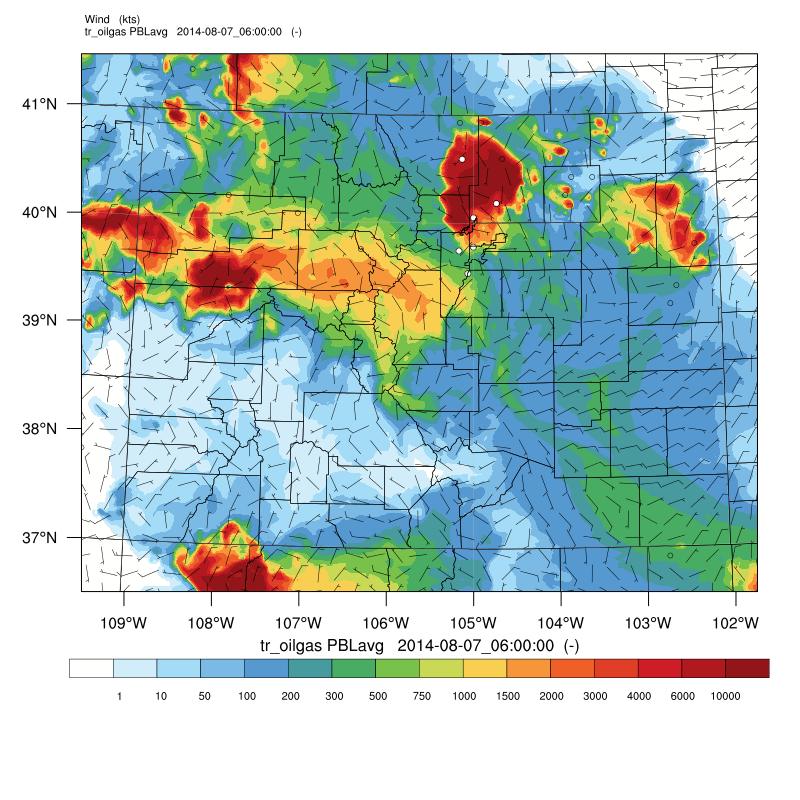 Wind (kts)
tr_oilgas PBLavg 2014-08-07_06:00:00 (-)
41°N
40°N
39°N
38°N
37°N
109°W 108°W 107°W 106°W 105°W 104°W 103°W 102°W
tr_oilgas PBLavg 2014-08-07_06:00:00 (-)
1 10 50 100 200 300 500 750 1000 1500 2000 3000 4000 6000 10000